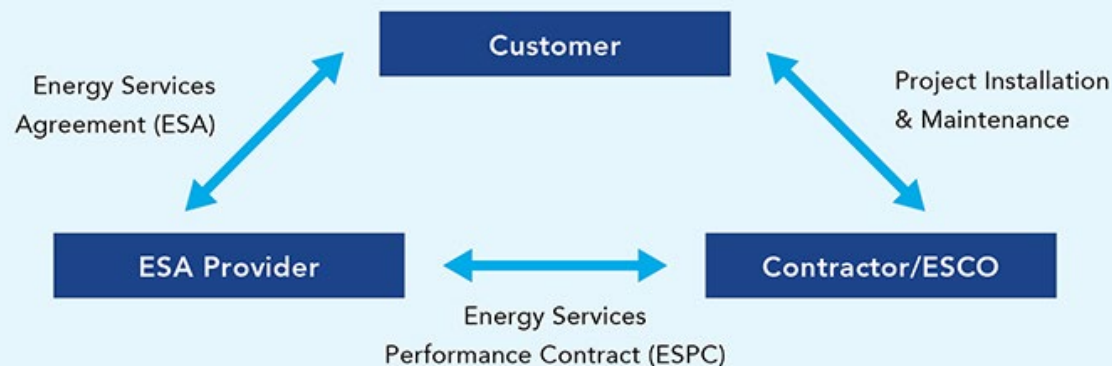 Customer
Energy Services
Agreement (ESA)
Project Installation
& Maintenance
ESA Provider
Contractor/ESCO
Energy Services
Performance Contract (ESPC)